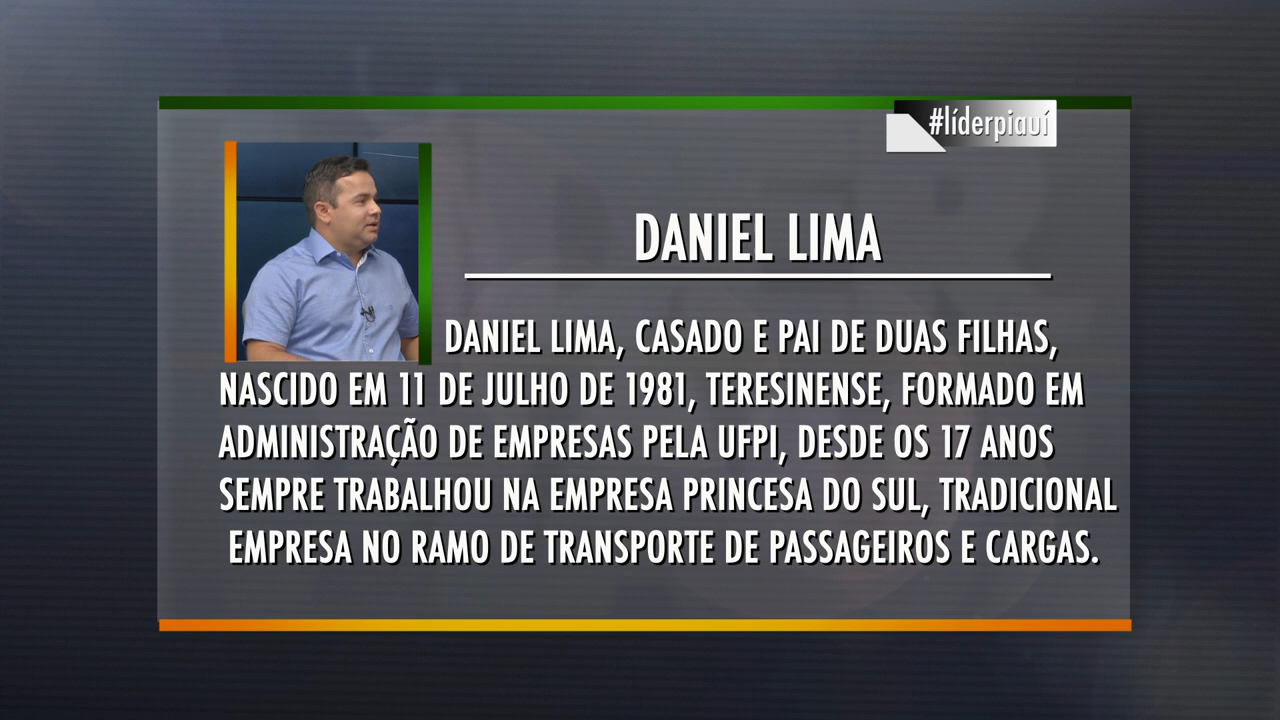 #líderpiauí
DANIEL LIMA
DANIEL LIMA, CASADO E PAI DE DUAS FILHAS,
NASCIDO EM 11 DE JULHO DE 1981, TERESINENSE, FORMADO EM
ADMINISTRAÇÃO DE EMPRESAS PELA UFPI, DESDE OS 17 ANOS
SEMPRE TRABALHOU NA EMPRESA PRINCESA DO SUL, TRADICIONAL
EMPRESA NO RAMO DE TRANSPORTE DE PASSAGEIROS E CARGAS.